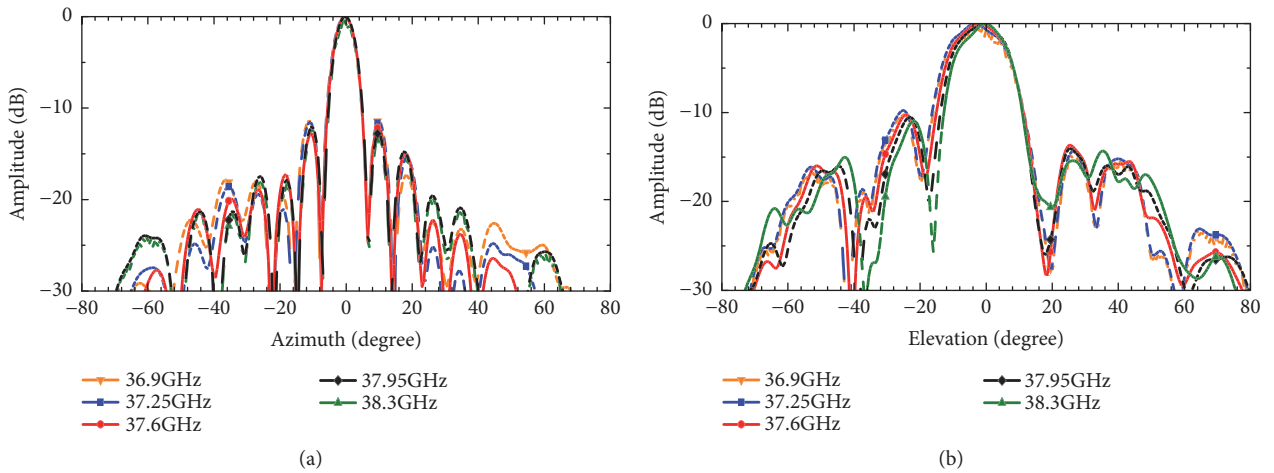 (a)
(b)
0
−10
−20
−30
Amplitude (dB)
−80 −60 −40 −20 0 20 40 60 80
Azimuth (degree)
36.9GHz
37.25GHz
37.6GHz
37.95GHz
38.3GHz
(a)
0
−10
−20
−30
Amplitude (dB)
−80 −60 −40 −20 0 20 40 60 80
Elevation (degree)
36.9GHz
37.25GHz
37.6GHz
37.95GHz
38.3GHz
(b)